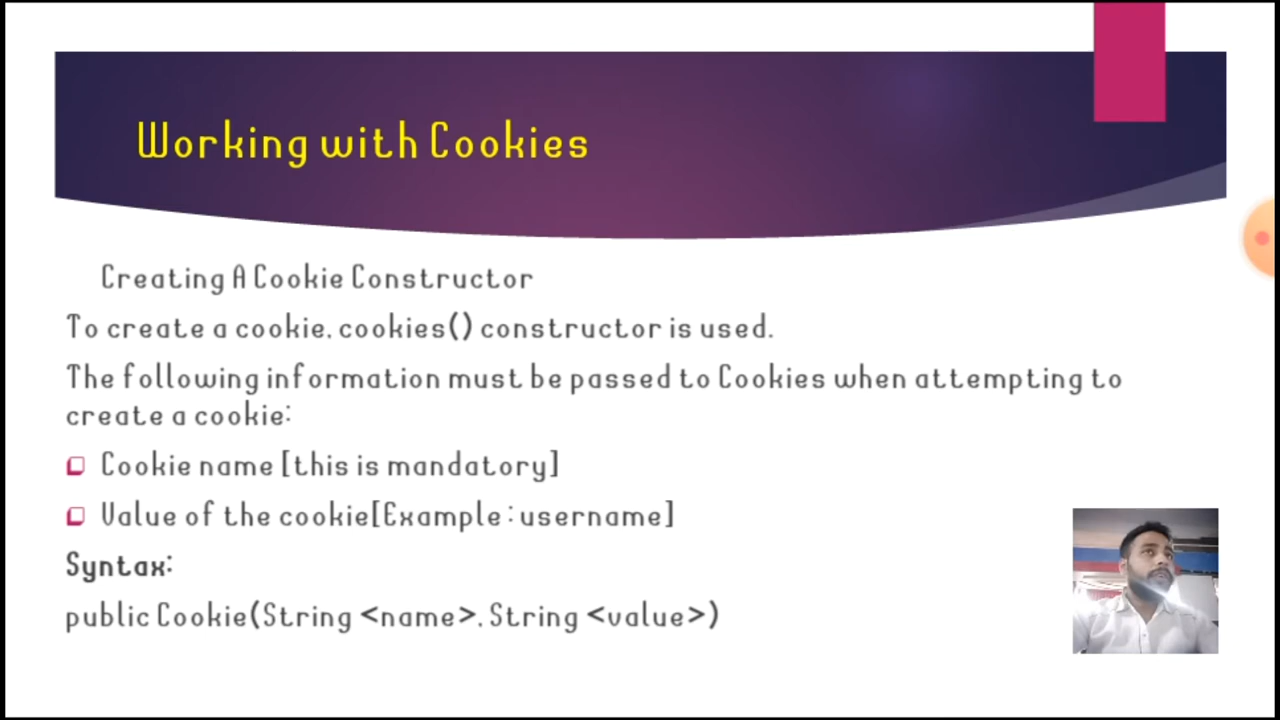 Working with Cookies
Creating A Cookie Constructor
To create a cookie, cookies() constructor is used.
The following information must be passed to Cookies when attempting to
create a cookie:
Cookie name [this is mandatory]
Value of the cookie[Example : username]
Syntax:
public Cookie(String <name>, String <value>)